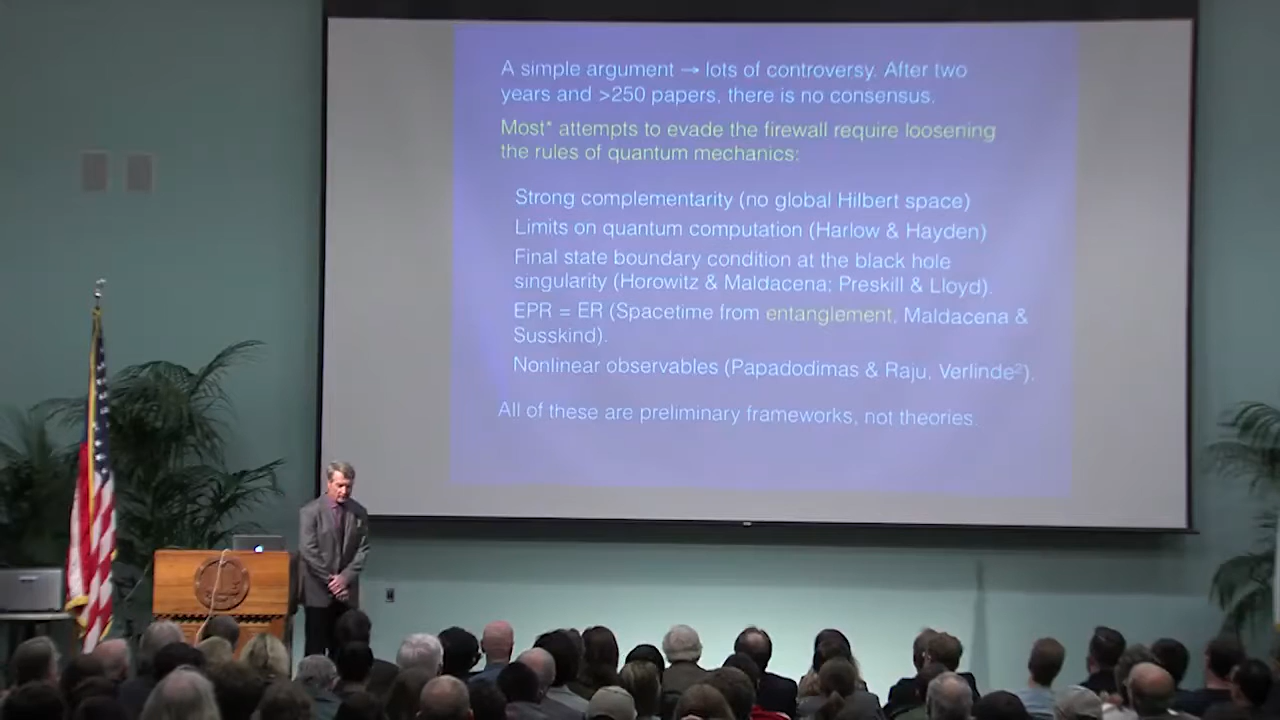 A simple argument → lots of controversy. After two
years and >250 papers, there is no consensus.
Most* attempts to evade the firewall require loosening
the rules of quantum mechanics:
Strong complementarity (no global Hilbert space)
Limits on quantum computation (Harlow & Hayden)
Final state boundary condition at the black hole
singularity (Horowitz & Maldacena; Preskill & Lloyd).
EPR = ER (Spacetime from entanglement, Maldacena &
Susskind).
Nonlinear observables (Papadodimas & Raju, Verlinde²).
All of these are preliminary frameworks, not theories.